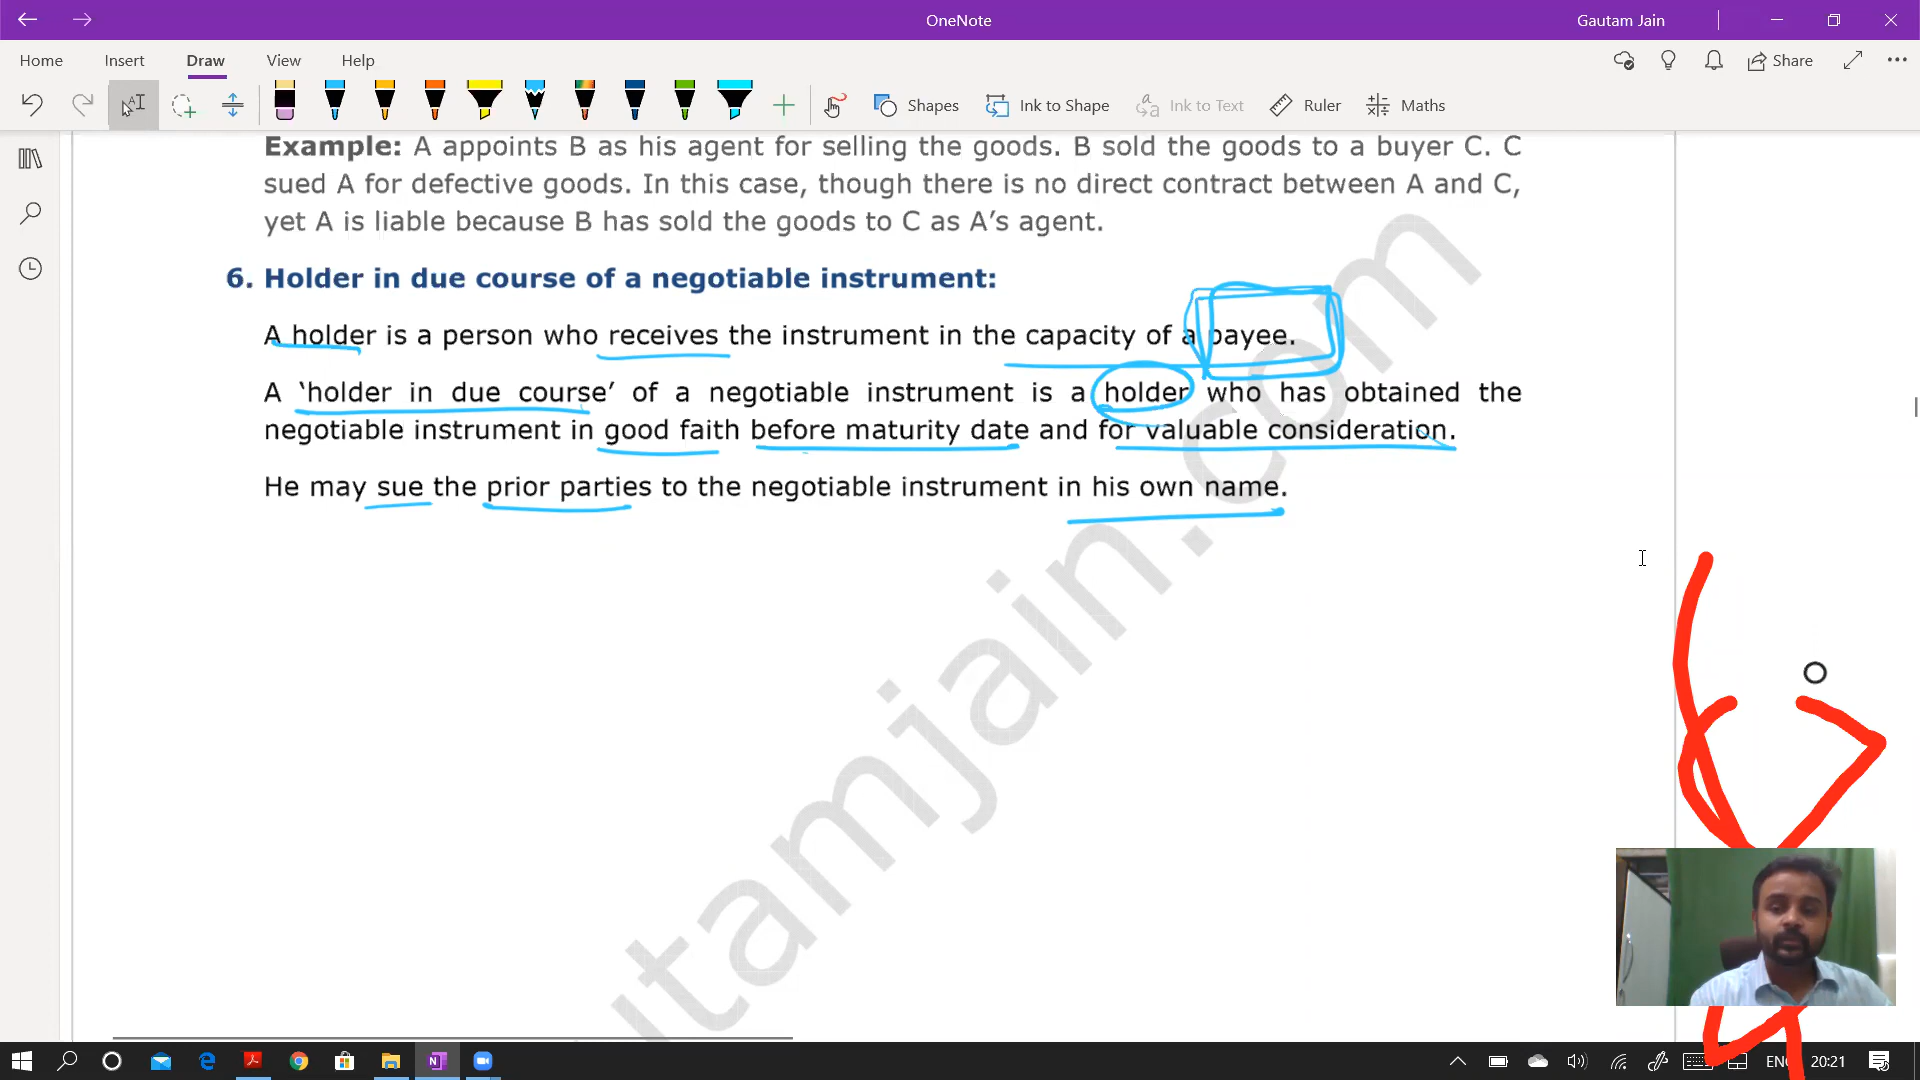 OneNote
Gautam Jain
Home Insert Draw View Help
Share
Shapes Ink to Shape Ink to Text Ruler Maths
Example: A appoints B as his agent for selling the goods. B sold the goods to a buyer C. C
sued A for defective goods. In this case, though there is no direct contract between A and C,
yet A is liable because B has sold the goods to C as A’s agent.
6. Holder in due course of a negotiable instrument:
A holder is a person who receives the instrument in the capacity of a payee.
A ‘holder in due course’ of a negotiable instrument is a holder who has obtained the
negotiable instrument in good faith before maturity date and for valuable consideration.
He may sue the prior parties to the negotiable instrument in his own name.
utamjain.com
ENG 20:21